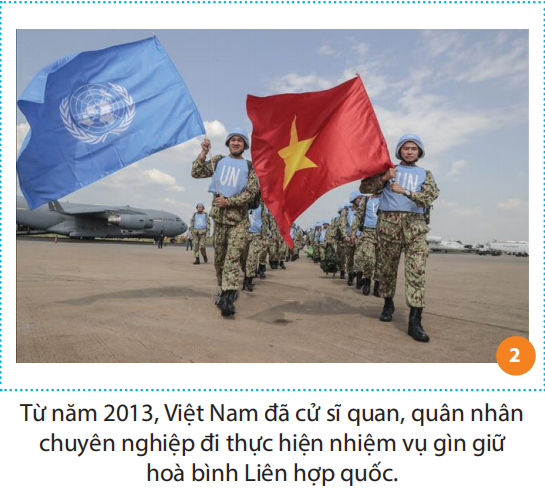 UN
UN
2
Từ năm 2013, Việt Nam đã cử sĩ quan, quân nhân
chuyên nghiệp đi thực hiện nhiệm vụ gìn giữ
hoà bình Liên hợp quốc.